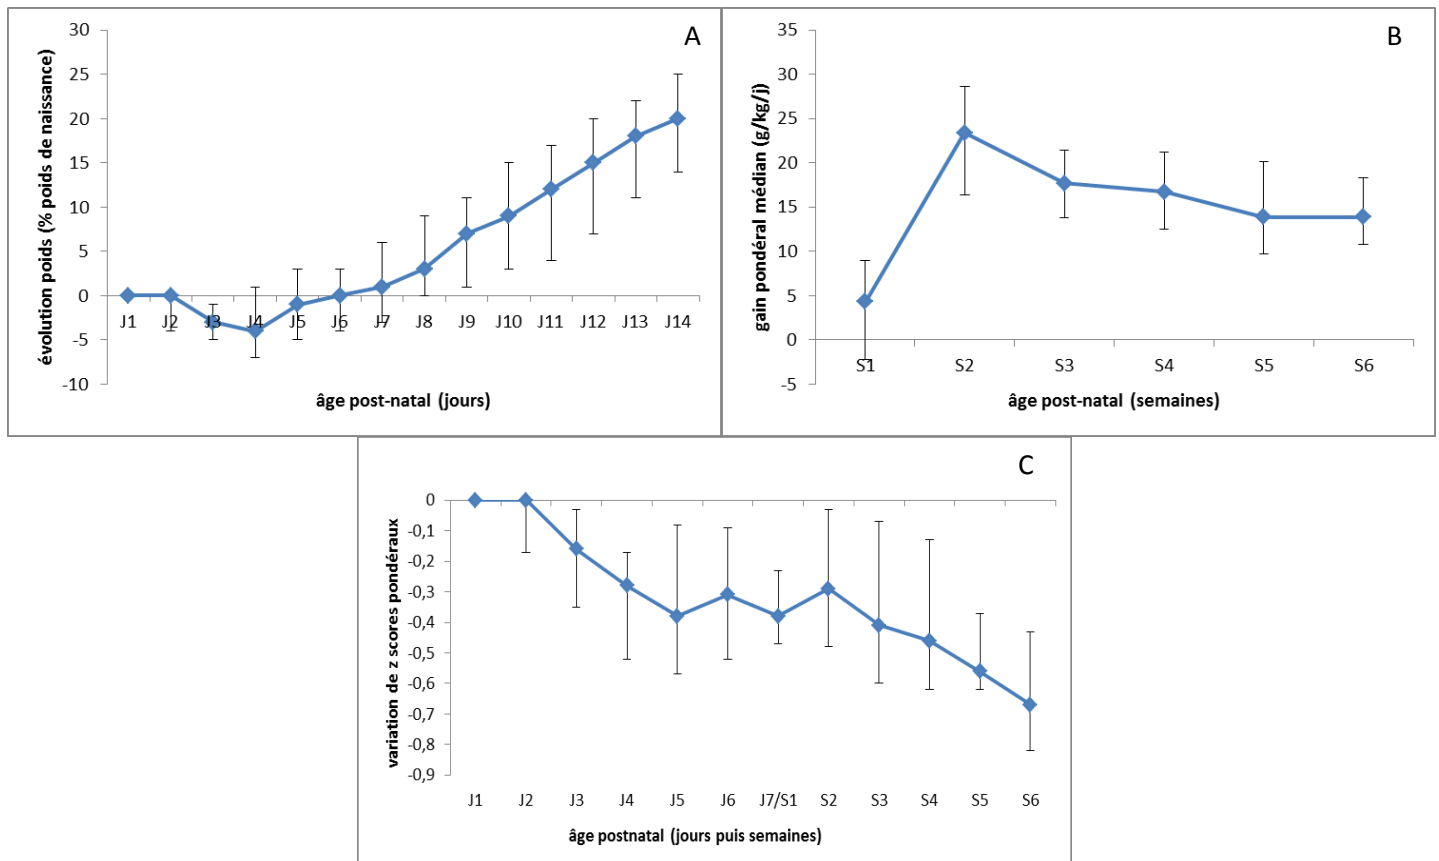 A
évolution poids (% poids de naissance)
30
25
20
15
10
5
0
-5
-10
J1 J2 J3 J4 J5 J6 J7 J8 J9 J10 J11 J12 J13 J14
âge post-natal (jours)
B
gain pondéral médian (g/kg/j)
35
30
25
20
15
10
5
0
-5
S1 S2 S3 S4 S5 S6
âge post-natal (semaines)
C
variation de z scores pondéraux
0
-0,1
-0,2
-0,3
-0,4
-0,5
-0,6
-0,7
-0,8
-0,9
J1 J2 J3 J4 J5 J6 J7/S1 S2 S3 S4 S5 S6
âge postnatal (jours puis semaines)